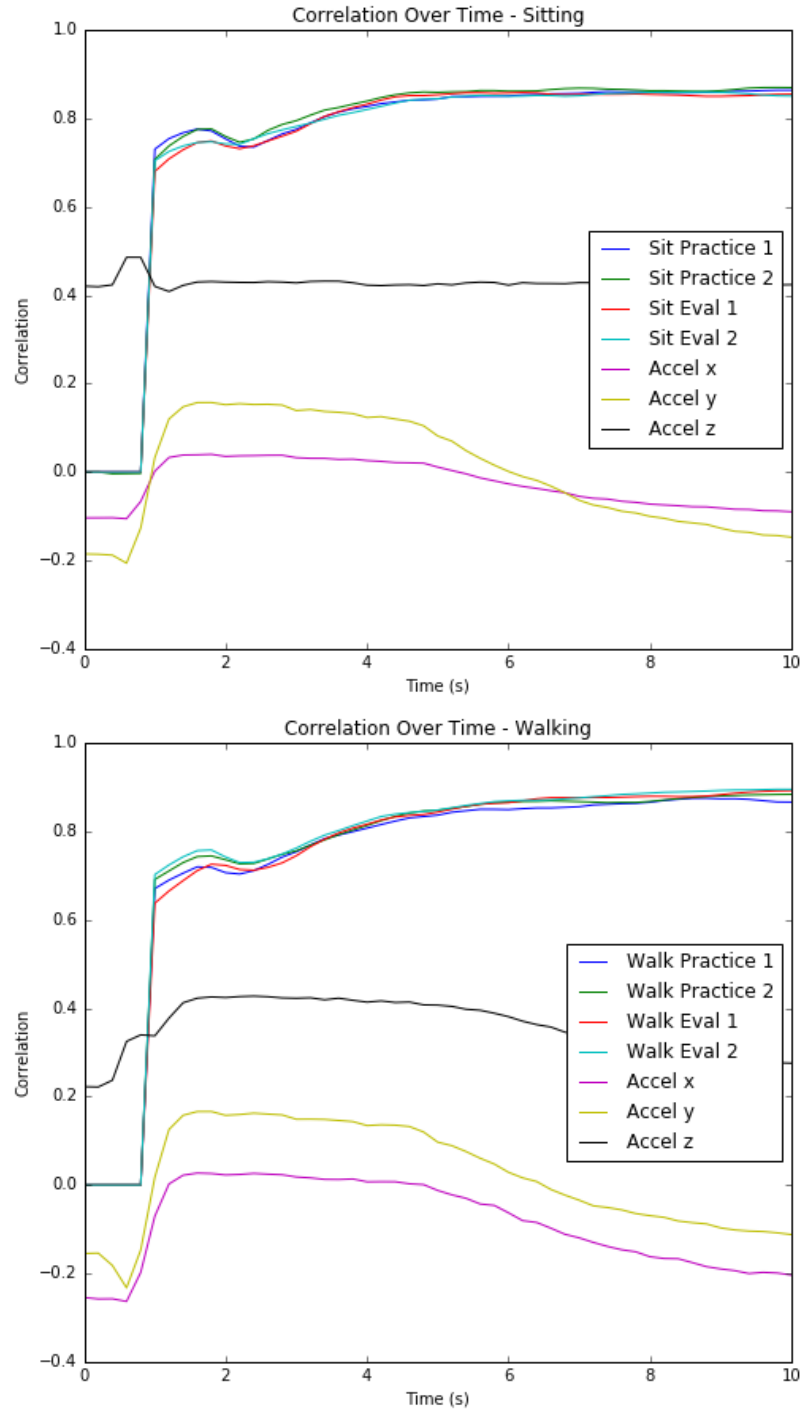 Correlation Over Time - Sitting
1.0
0.8
0.6
0.4
0.2
0.0
−0.2
−0.4
Correlation
Sit Practice 1
Sit Practice 2
Sit Eval 1
Sit Eval 2
Accel x
Accel y
Accel z
0 2 4 6 8 10
Time (s)
Correlation Over Time - Walking
1.0
0.8
0.6
0.4
0.2
0.0
−0.2
−0.4
Correlation
Walk Practice 1
Walk Practice 2
Walk Eval 1
Walk Eval 2
Accel x
Accel y
Accel z
0 2 4 6 8 10
Time (s)